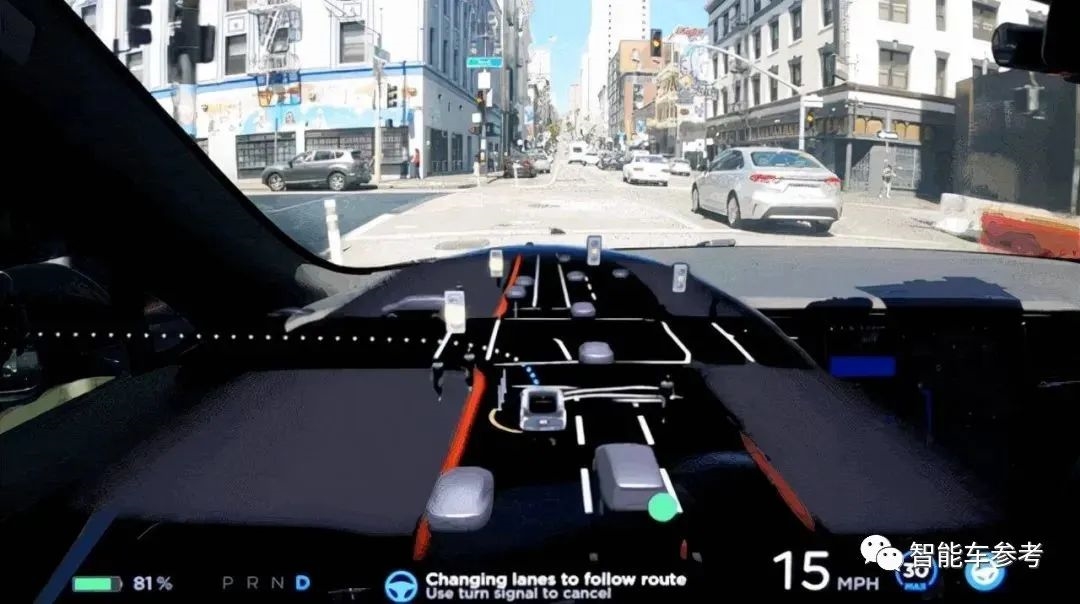 81%
P R N D
Changing lanes to follow route
Use turn signal to cancel
15 MPH
30
MAX
智能车参考